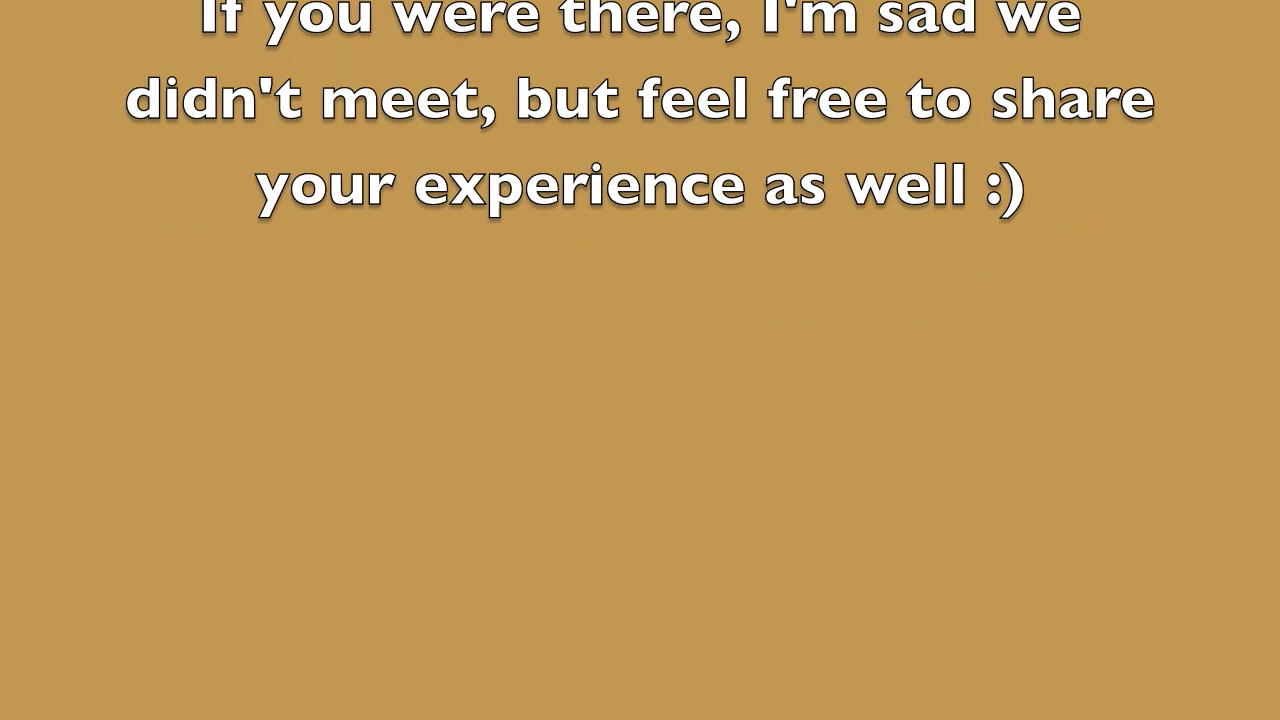 If you were there, I'm sad we
didn't meet, but feel free to share
your experience as well :)